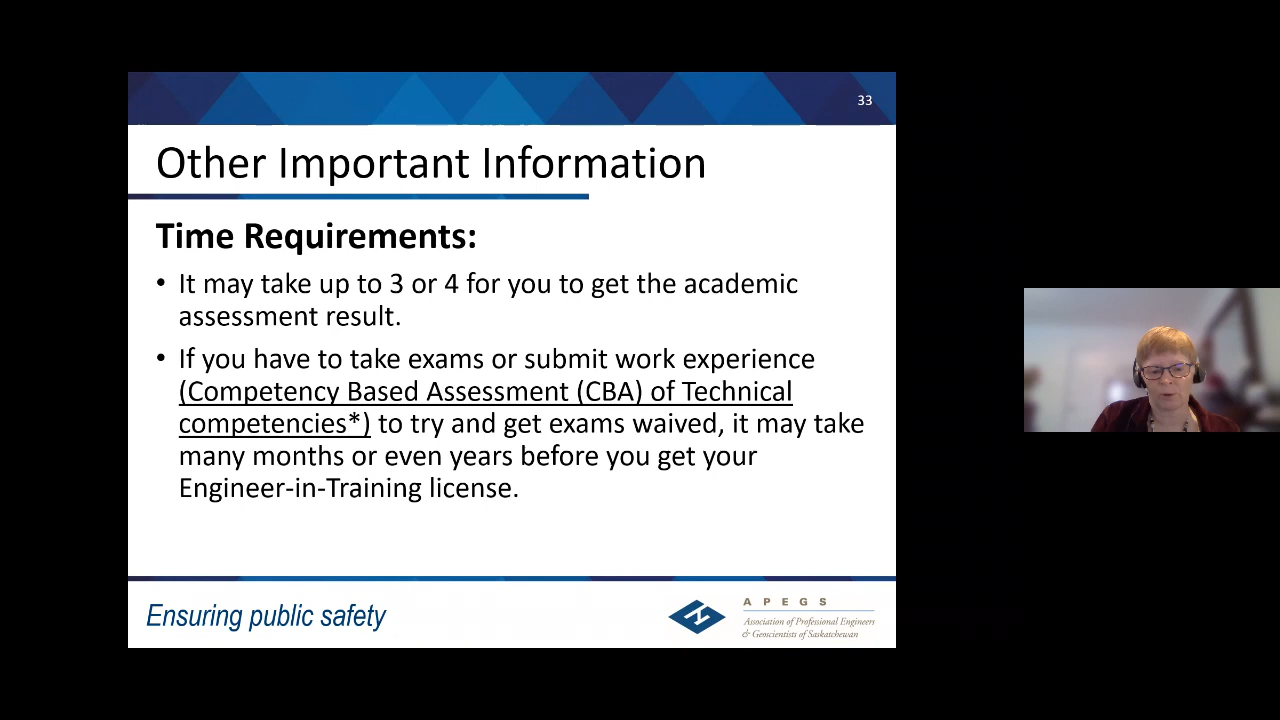 33
Other Important Information
Time Requirements:
• It may take up to 3 or 4 for you to get the academic
assessment result.
• If you have to take exams or submit work experience
(Competency Based Assessment (CBA) of Technical
competencies*) to try and get exams waived, it may take
many months or even years before you get your
Engineer-in-Training license.
Ensuring public safety
A P E G S
Association of Professional Engineers
& Geoscientists of Saskatchewan